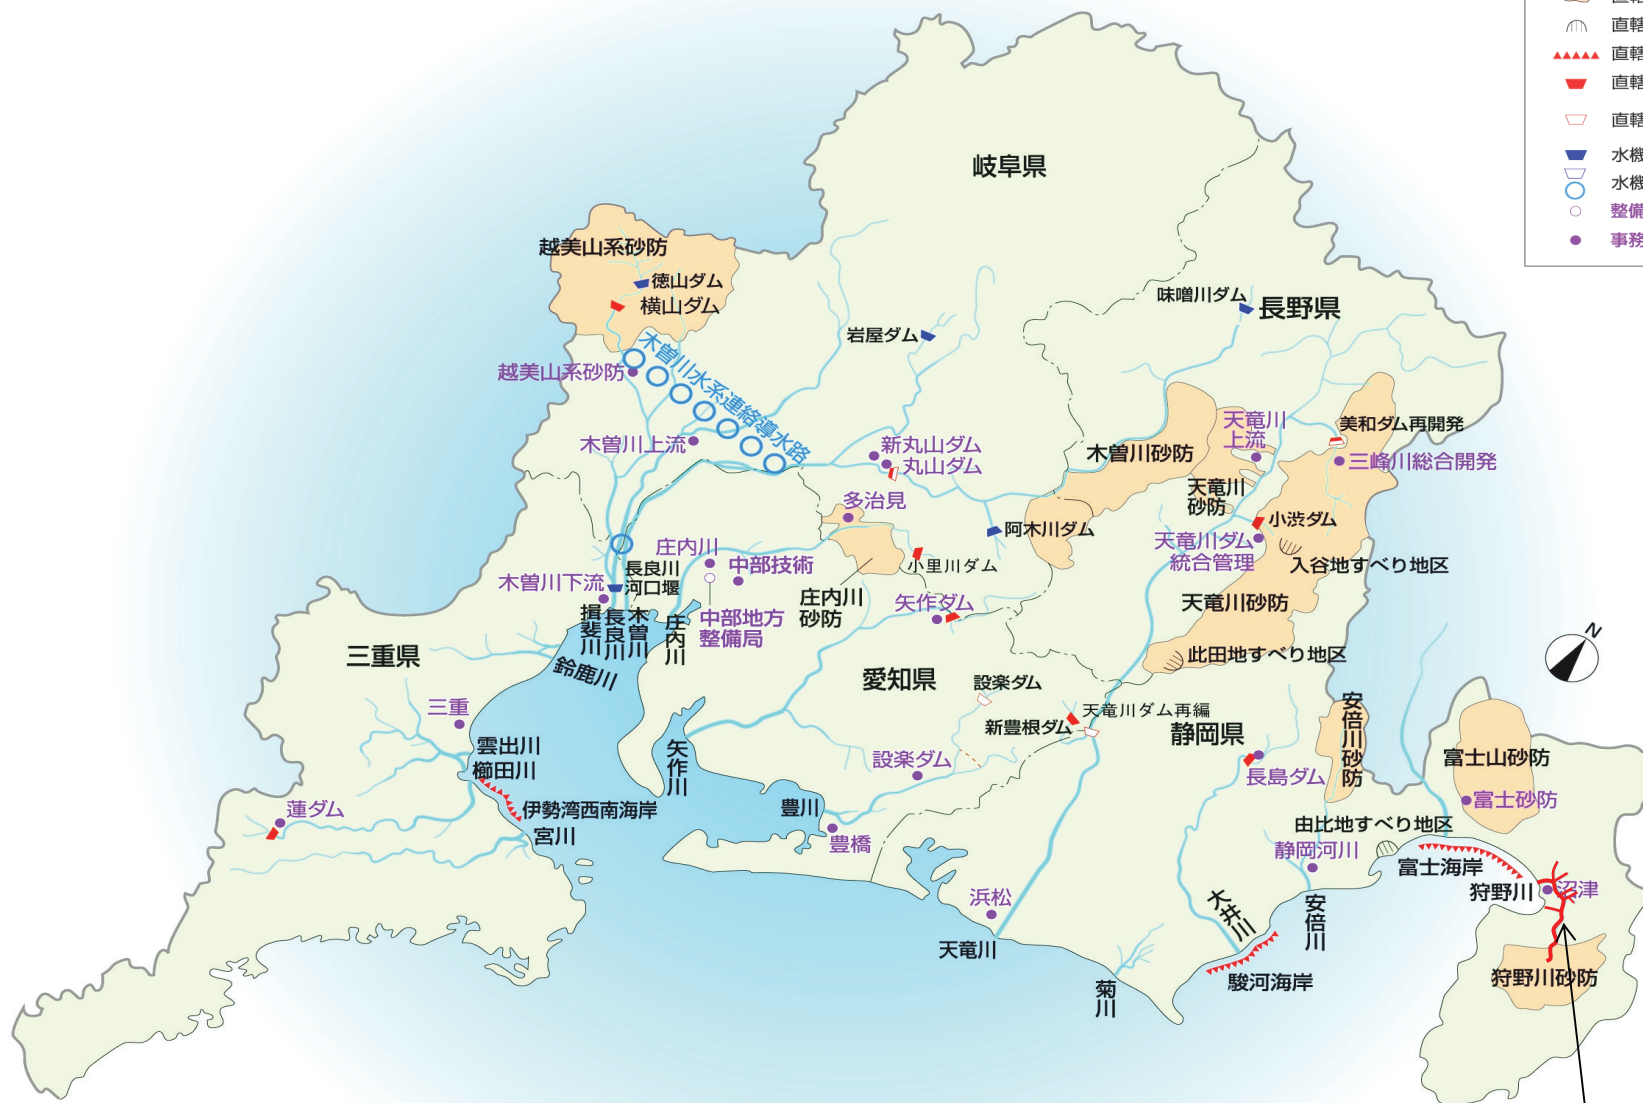 直轄
直轄
直轄
直轄
水機
水機
整備
事務
岐阜県
越美山系砂防
徳山ダム
横山ダム
味噌川ダム
長野県
岩屋ダム
越美山系砂防
木曽川水系連絡導水路
木曽川上流
新丸山ダム
丸山ダム
木曽川砂防
天竜川
上流
美和ダム再開発
三峰川総合開発
天竜川
砂防
多治見
阿木川ダム
小渋ダム
天竜川ダム
統合管理
入谷地すべり地区
庄内川
中部技術
小里川ダム
長良川
河口堰
木曽川下流
庄内川
砂防
矢作ダム
天竜川砂防
揖斐川
長良川
木曽川
庄内川
中部地方
整備局
N
三重県
鈴鹿川
愛知県
設楽ダム
此田地すべり地区
三重
新豊根ダム
天竜川ダム再編
静岡県
安倍川砂防
雲出川
櫛田川
矢作川
設楽ダム
長島ダム
富士山砂防
富士砂防
蓮ダム
伊勢湾西南海岸
宮川
豊川
豊橋
由比地すべり地区
静岡河川
富士海岸
狩野川
沼津
浜松
天竜川
大井川
安倍川
菊川
駿河海岸
狩野川砂防